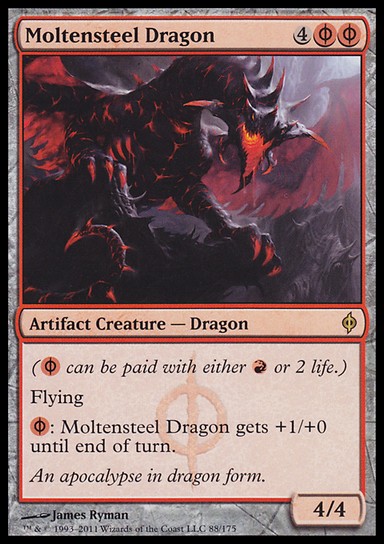 Moltensteel Dragon 4
Artifact Creature — Dragon
( can be paid with either or 2 life.)
Flying
: Moltensteel Dragon gets +1/+0
until end of turn.
An apocalypse in dragon form.
James Ryman
4/4
™ & © 1993–2011 Wizards of the Coast LLC 88/175